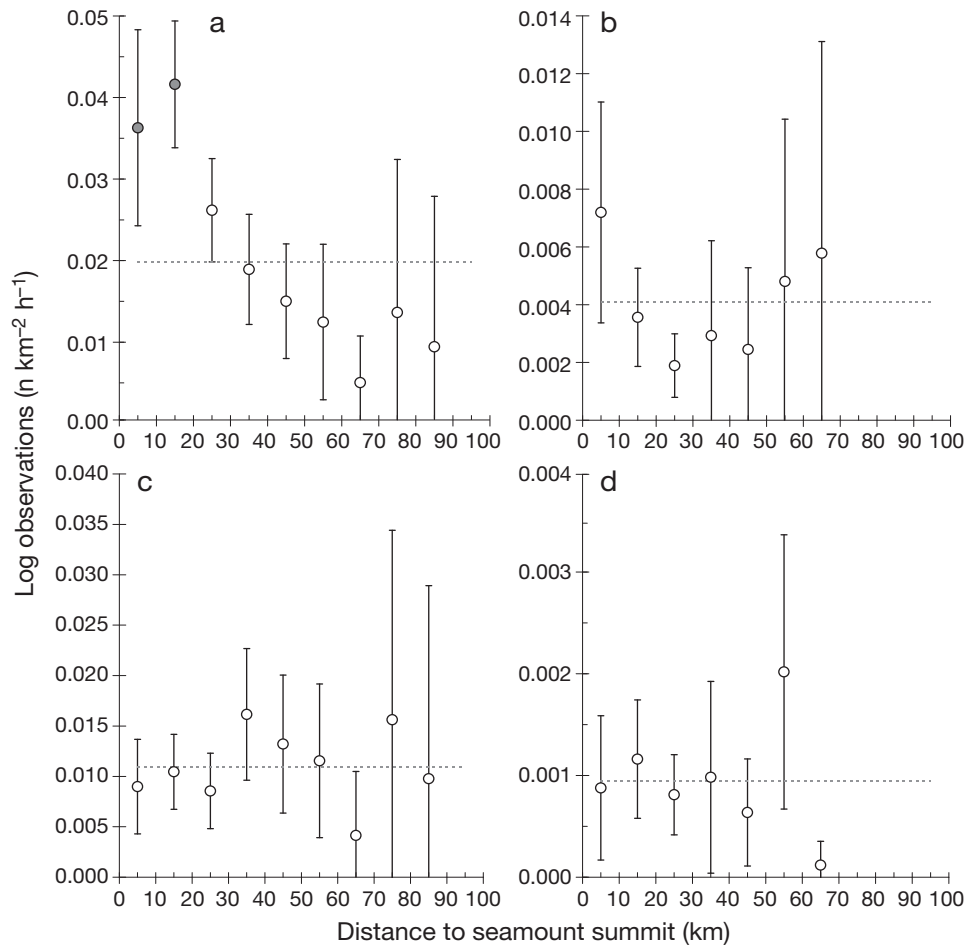 a
0.05
0.04
0.03
0.02
0.01
0.00
0 10 20 30 40 50 60 70 80 90 100
b
0.014
0.012
0.010
0.008
0.006
0.004
0.002
0.000
0 10 20 30 40 50 60 70 80 90 100
c
0.040
0.035
0.030
0.025
0.020
0.015
0.010
0.005
0.000
0 10 20 30 40 50 60 70 80 90 100
d
0.004
0.003
0.002
0.001
0.000
0 10 20 30 40 50 60 70 80 90 100
Log observations (n km⁻² h⁻¹)
Distance to seamount summit (km)